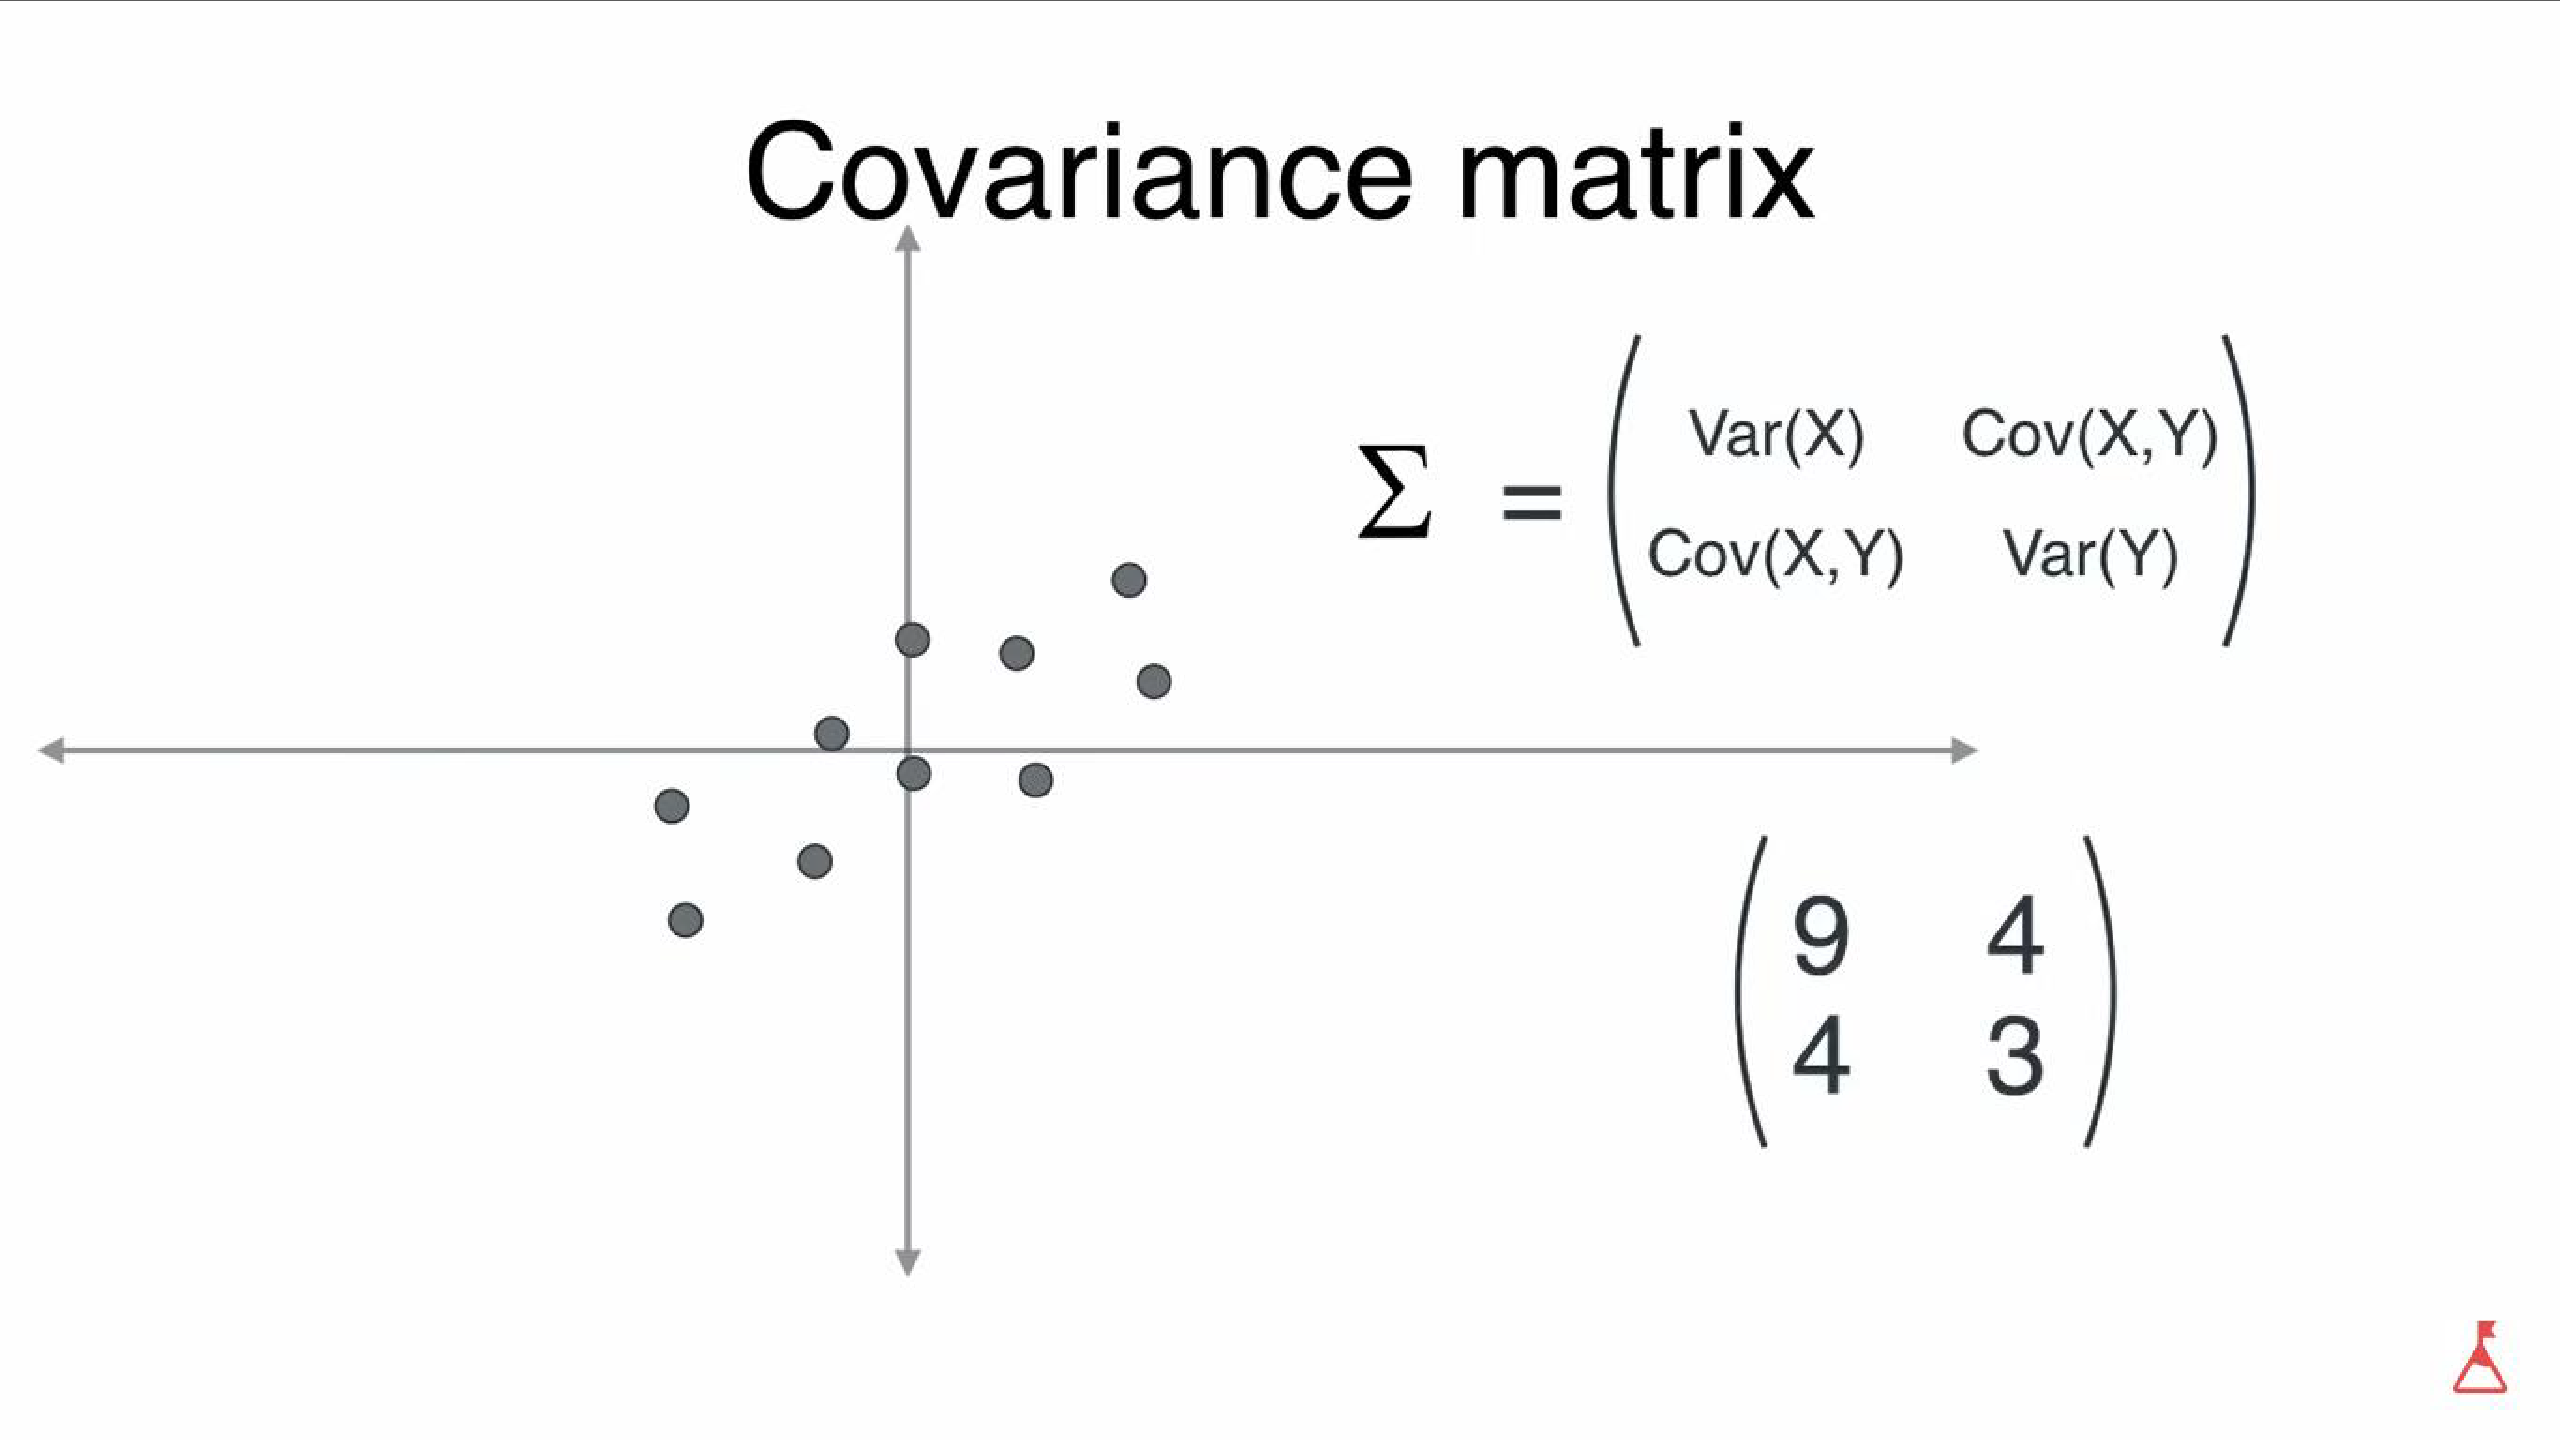 Covariance matrix
Var(X) Cov(X,Y)
Σ =
Cov(X,Y) Var(Y)
9 4
4 3